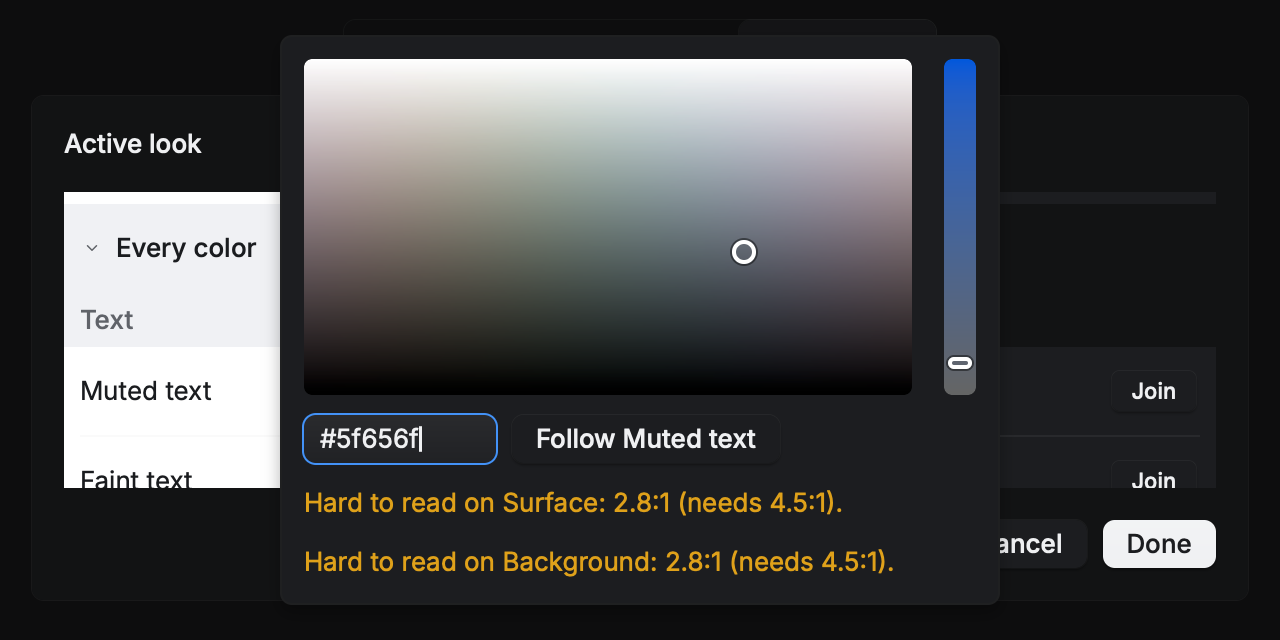 Active look
Every color
Text
Muted text
Join
Faint text
Join
#5f656f
Follow Muted text
Hard to read on Surface: 2.8:1 (needs 4.5:1).
Hard to read on Background: 2.8:1 (needs 4.5:1).
ancel
Done